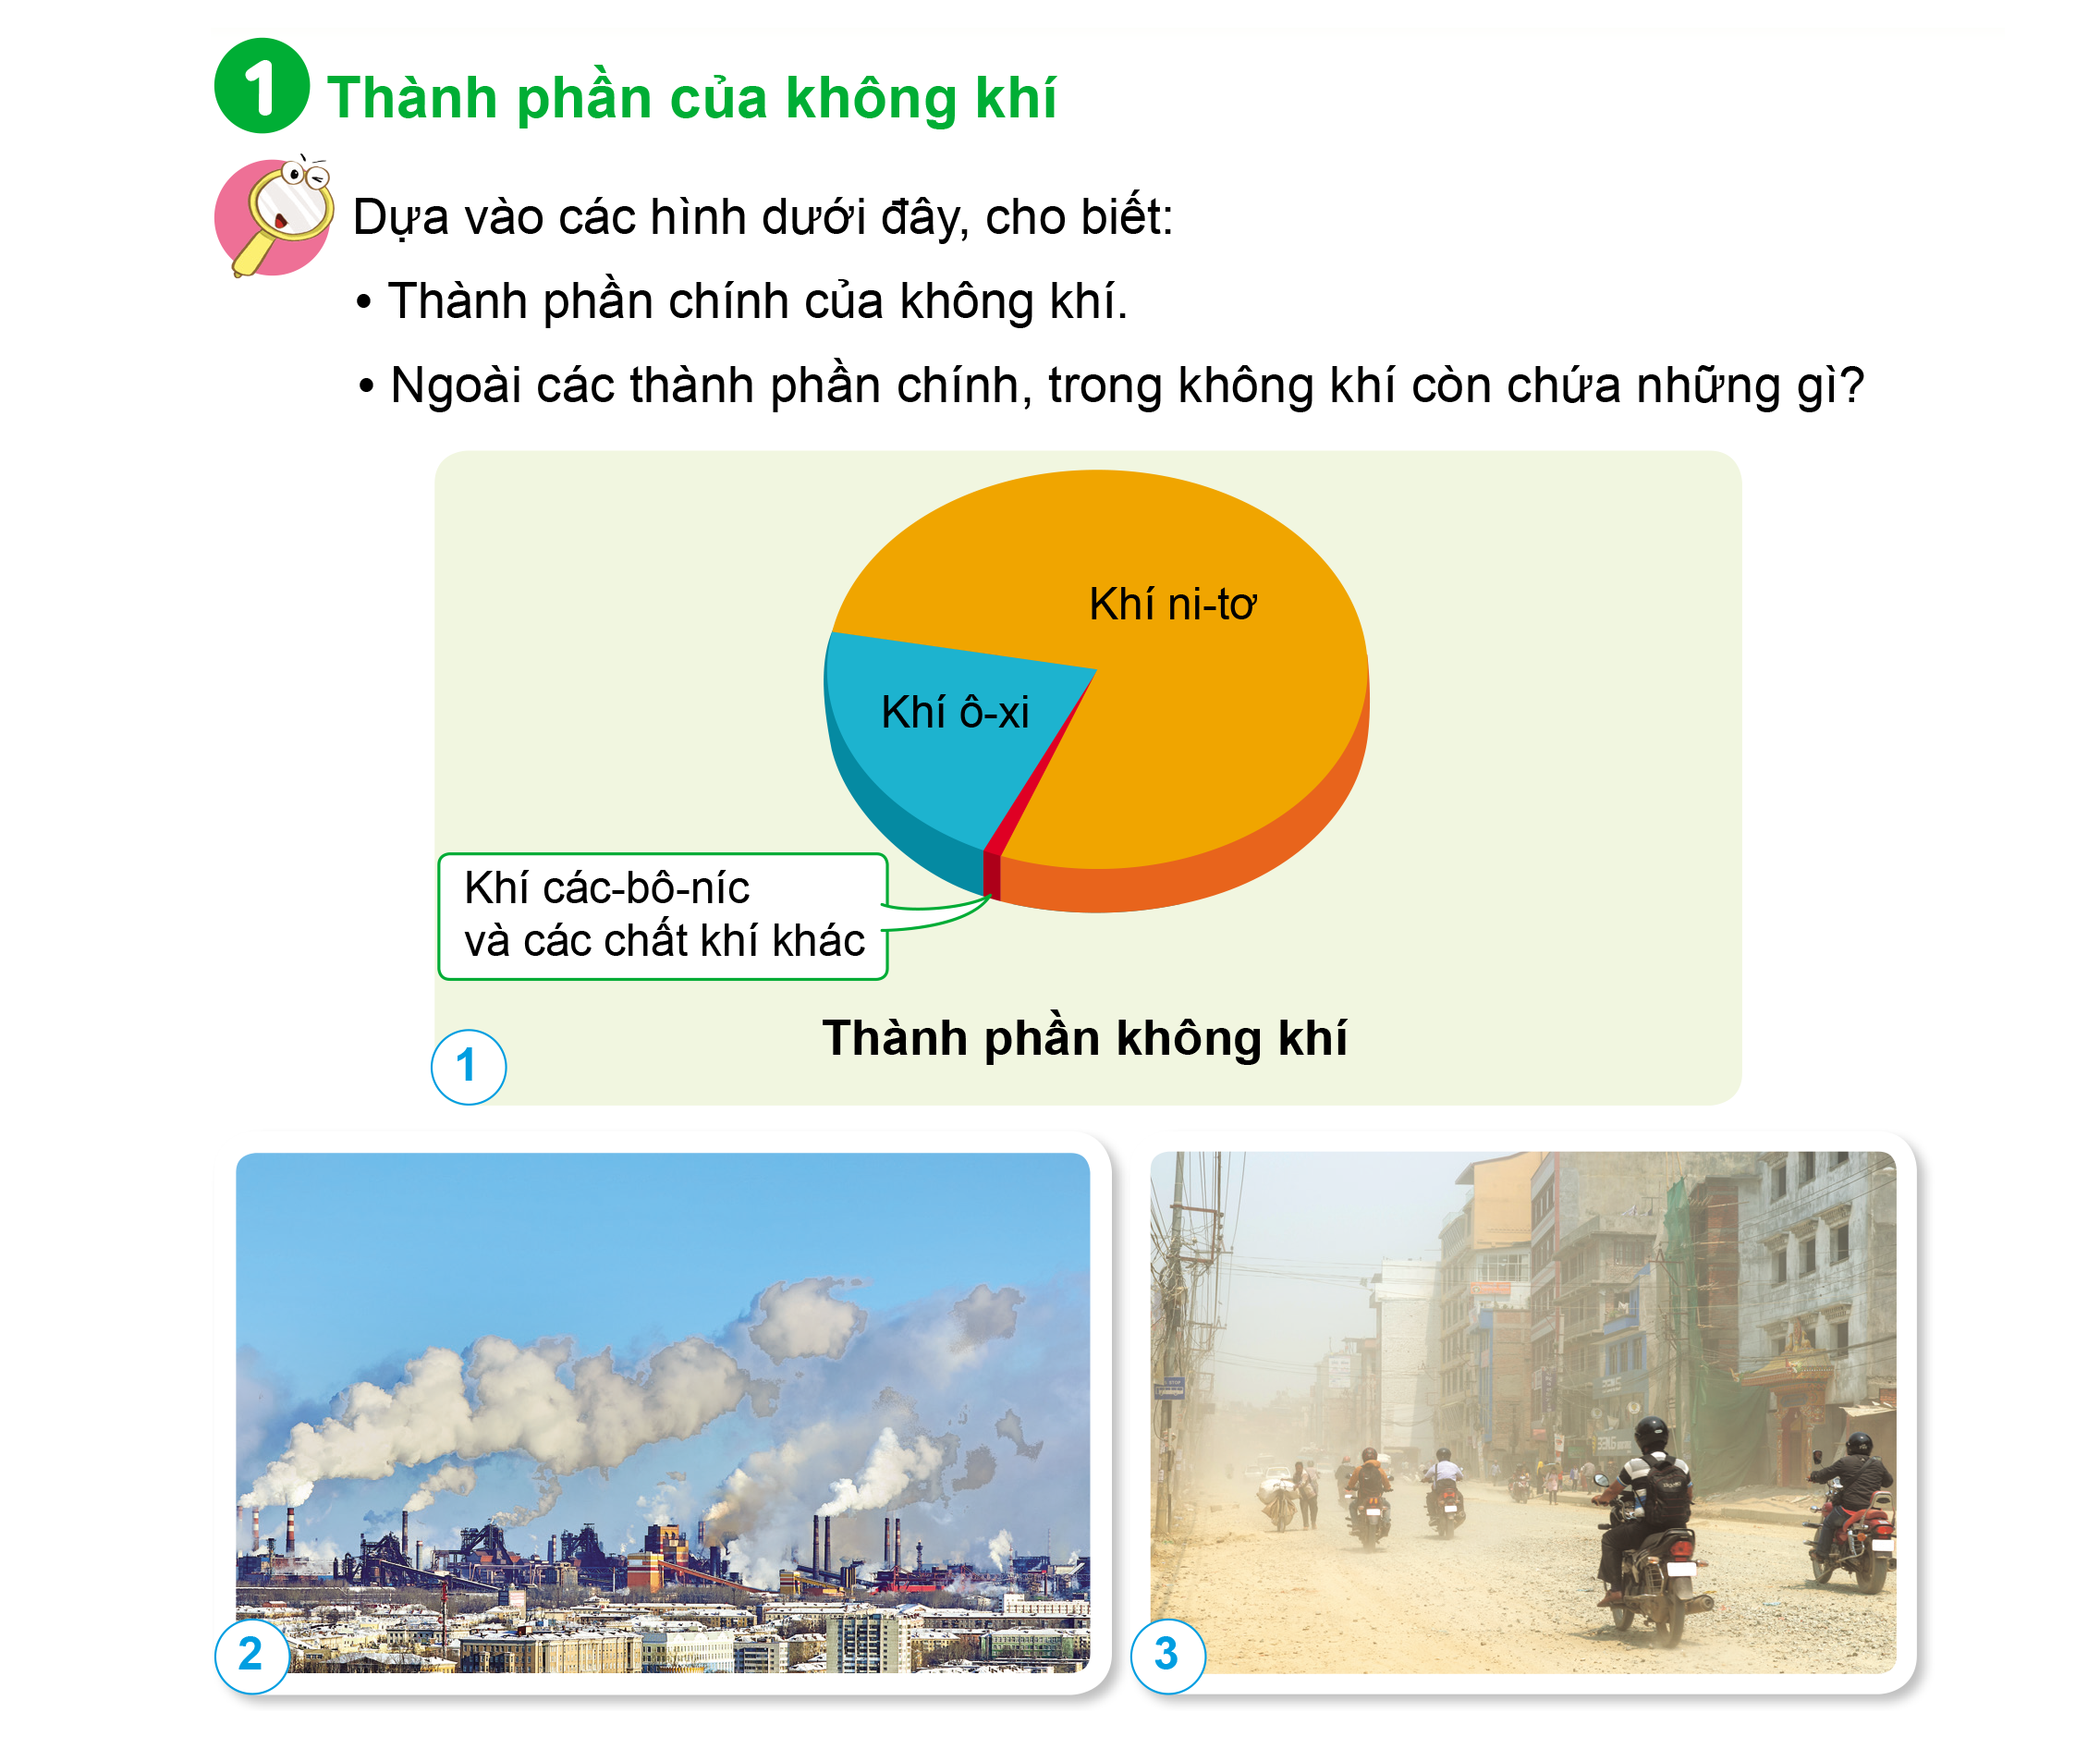 1 Thành phần của không khí
Dựa vào các hình dưới đây, cho biết:
• Thành phần chính của không khí.
• Ngoài các thành phần chính, trong không khí còn chứa những gì?
Khí ni-tơ
Khí ô-xi
Khí các-bô-níc
và các chất khí khác
Thành phần không khí
1
2
3